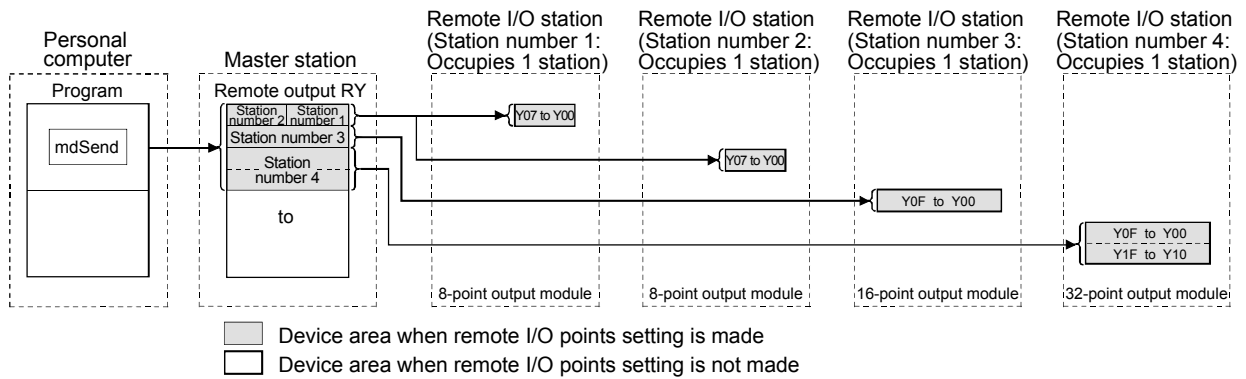 Personal
computer
Program
mdSend
Master station
Remote output RY
Station
number 2
Station
number 1
Station number 3
Station
number 4
to
Remote I/O station
(Station number 1:
Occupies 1 station)
Y07 to Y00
8-point output module
Remote I/O station
(Station number 2:
Occupies 1 station)
Y07 to Y00
8-point output module
Remote I/O station
(Station number 3:
Occupies 1 station)
Y0F to Y00
16-point output module
Remote I/O station
(Station number 4:
Occupies 1 station)
Y0F to Y00
Y1F to Y10
32-point output module
Device area when remote I/O points setting is made
Device area when remote I/O points setting is not made